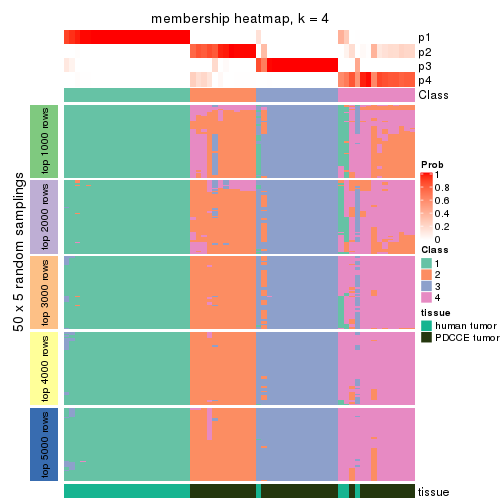 membership heatmap, k = 4
p1
p2
p3
p4
Class
50 x 5 random samplings
top 1000 rows
top 2000 rows
top 3000 rows
top 4000 rows
top 5000 rows
tissue
Prob
1
0.8
0.6
0.4
0.2
0
Class
1
2
3
4
tissue
human tumor
PDCCE tumor